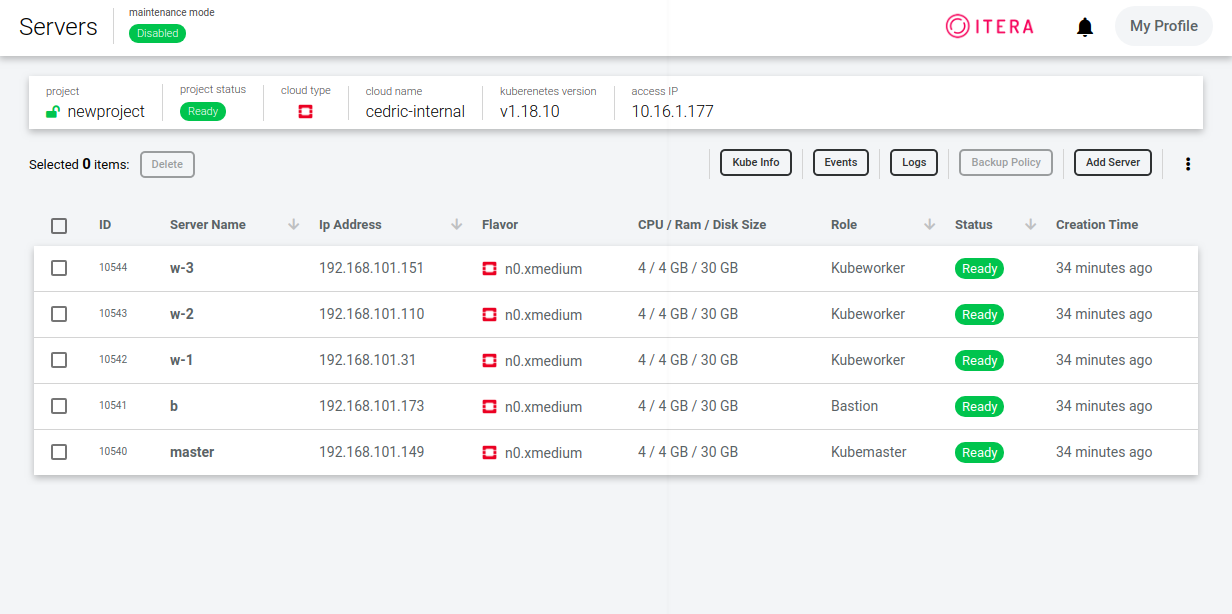 Servers
maintenance mode
Disabled
ITERA
My Profile
project
newproject
project status
Ready
cloud type
cloud name
cedric-internal
kuberenetes version
v1.18.10
access IP
10.16.1.177
Selected 0 items:
Delete
Kube Info
Events
Logs
Backup Policy
Add Server
ID Server Name Ip Address Flavor CPU / Ram / Disk Size Role Status Creation Time
10544 w-3 192.168.101.151 n0.xmedium 4 / 4 GB / 30 GB Kubeworker Ready 34 minutes ago
10543 w-2 192.168.101.110 n0.xmedium 4 / 4 GB / 30 GB Kubeworker Ready 34 minutes ago
10542 w-1 192.168.101.31 n0.xmedium 4 / 4 GB / 30 GB Kubeworker Ready 34 minutes ago
10541 b 192.168.101.173 n0.xmedium 4 / 4 GB / 30 GB Bastion Ready 34 minutes ago
10540 master 192.168.101.149 n0.xmedium 4 / 4 GB / 30 GB Kubemaster Ready 34 minutes ago